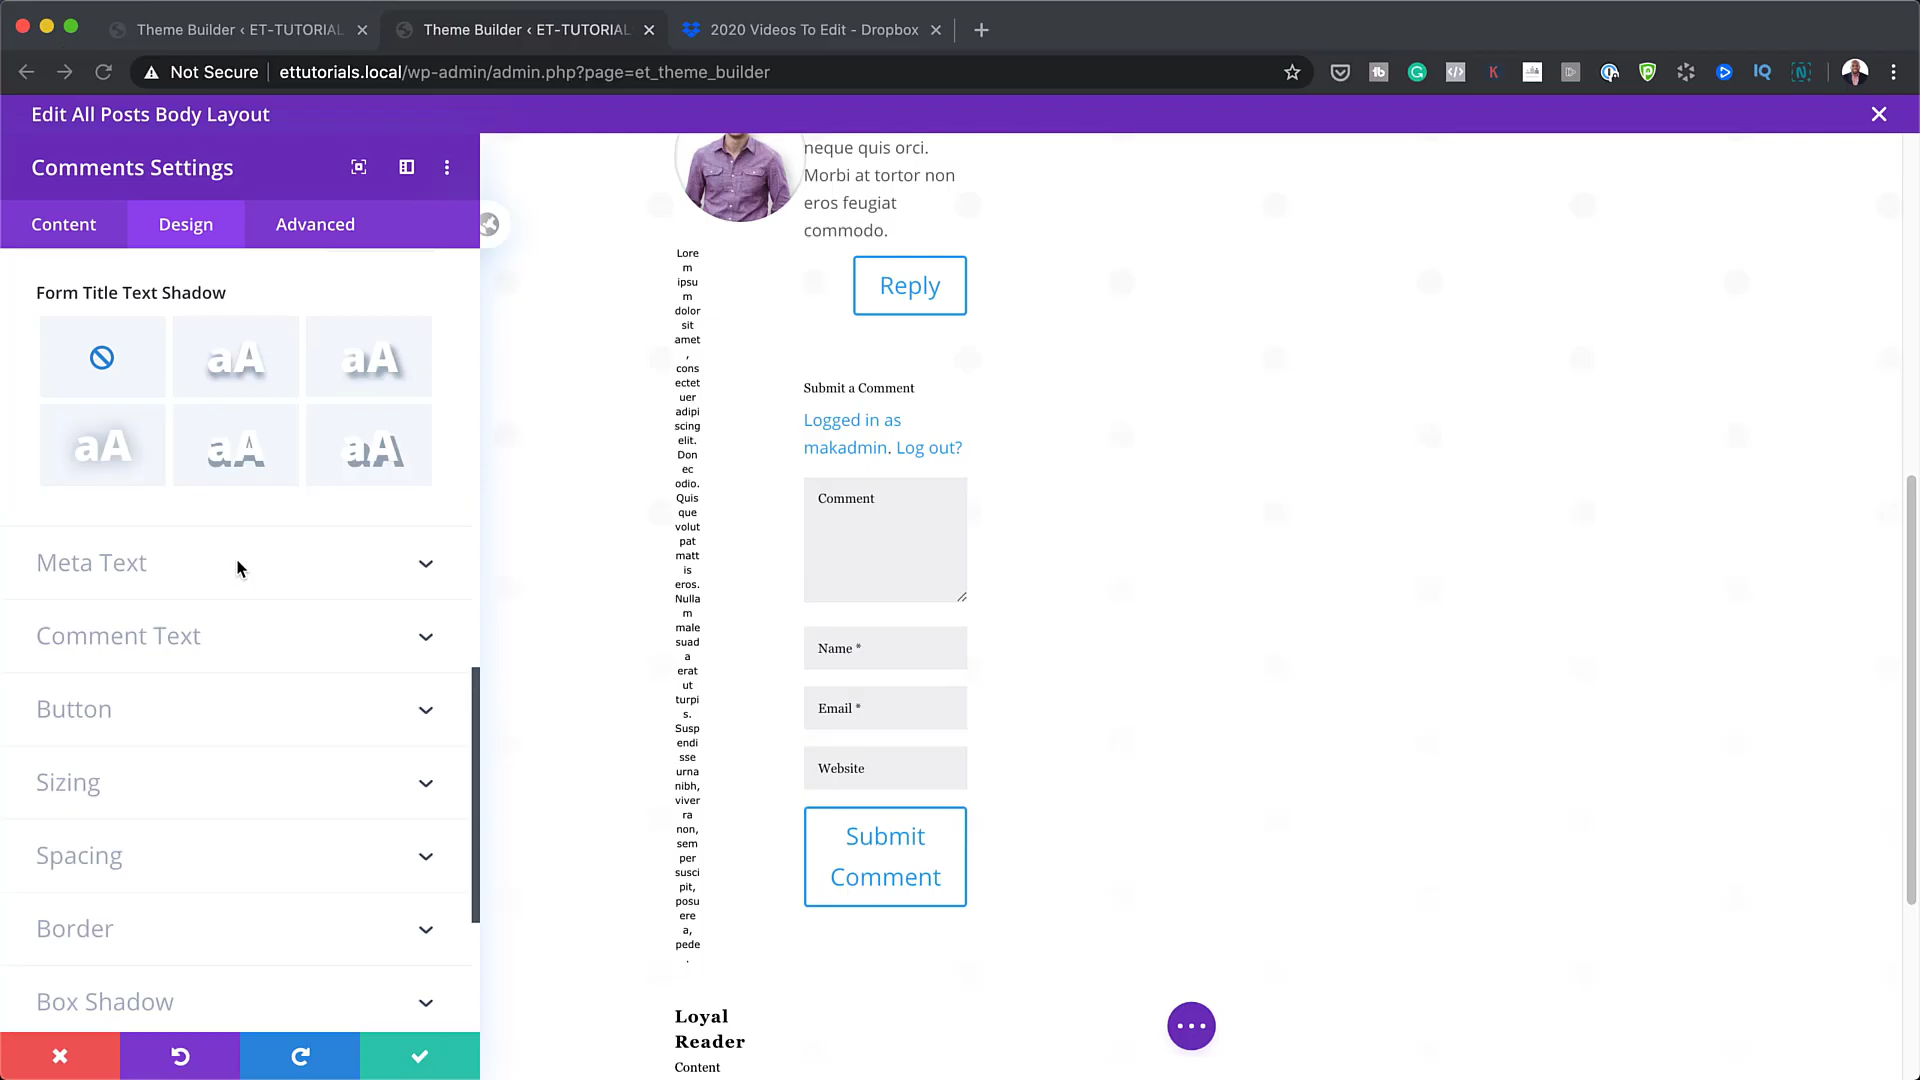 Theme Builder ‹ ET-TUTORIAL
Theme Builder ‹ ET-TUTORIAL
2020 Videos To Edit - Dropbox
Not Secure
ettutorials.local/wp-admin/admin.php?page=et_theme_builder
Edit All Posts Body Layout
Comments Settings
Content
Design
Advanced
Form Title Text Shadow
aA
aA
aA
aA
aA
Meta Text
Comment Text
Button
Sizing
Spacing
Border
Box Shadow
neque quis orci.
Morbi at tortor non
eros feugiat
commodo.
Reply
Lore
m
ipsu
m
dolor
sit
amet
,
cons
ectet
uer
adipi
scing
elit.
Don
ec
odio.
Quis
que
volut
pat
matt
is
eros.
Nulla
m
male
suad
a
erat
ut
turpi
s.
Susp
endi
sse
urna
nibh,
viver
ra
non,
sem
per
susci
pit,
posu
ere
a,
pede
.
Submit a Comment
Logged in as
makadmin. Log out?
Comment
Name *
Email *
Website
Submit
Comment
Loyal
Reader
Content